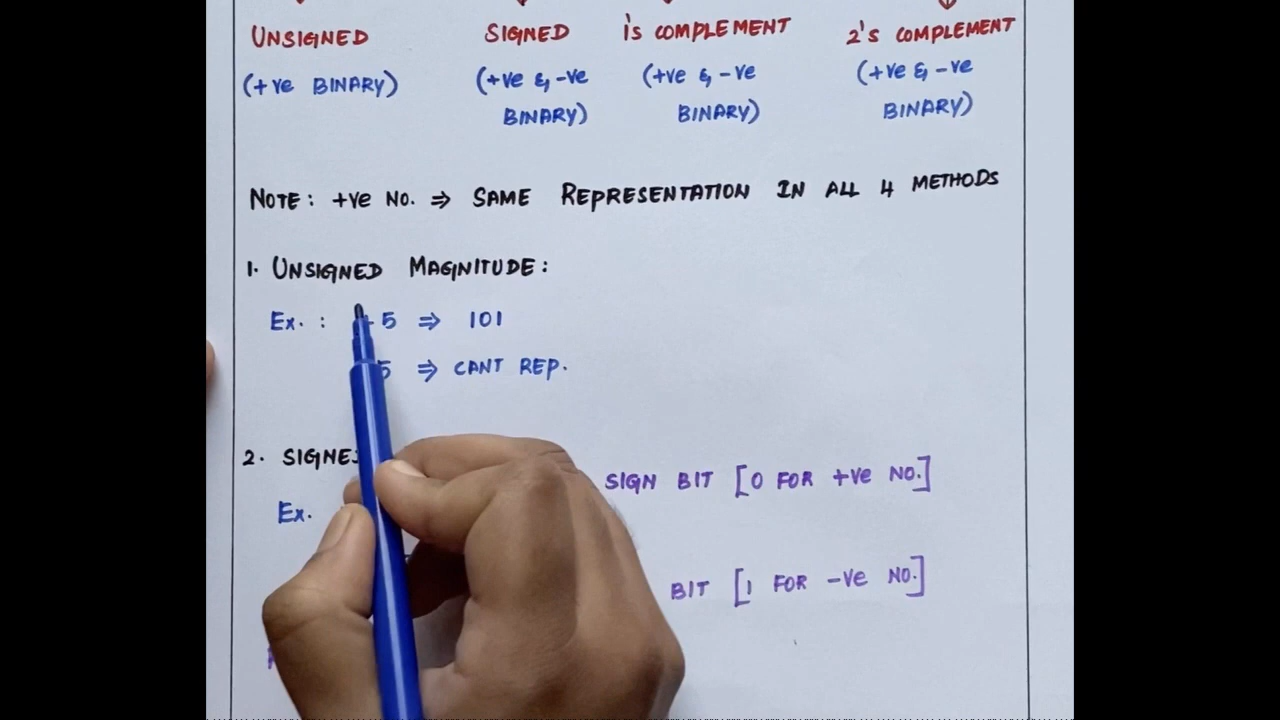 UNSIGNED SIGNED 1's COMPLEMENT 2's COMPLEMENT
(+ve BINARY) (+ve & -ve (+ve & -ve (+ve & -ve
BINARY) BINARY) BINARY)
NOTE: +ve NO. ⇒ SAME REPRESENTATION IN ALL 4 METHODS
1. UNSIGNED MAGNITUDE:
Ex. : +5 ⇒ 101
5 ⇒ CANT REP.
2.
Ex. SIGN BIT [0 FOR +ve NO.]
BIT [1 FOR -ve NO.]